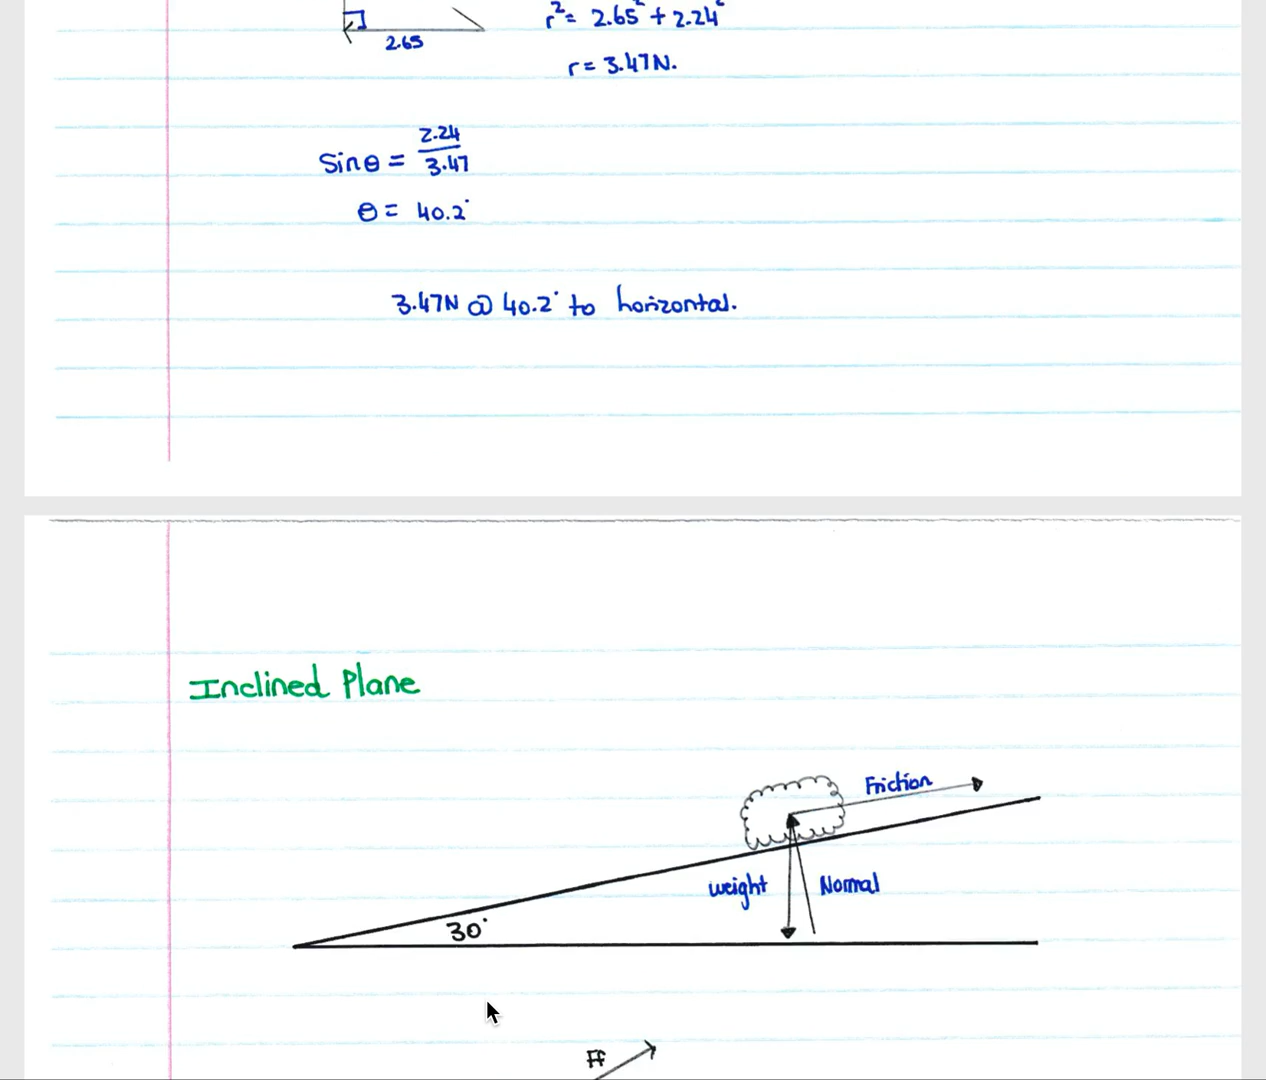 r²= 2.65² + 2.24²
2.65
r = 3.47N.
Sinθ = 2.24/3.47
θ = 40.2°
3.47N @ 40.2° to horizontal.
Inclined Plane
Friction
weight Normal
30°
Ff